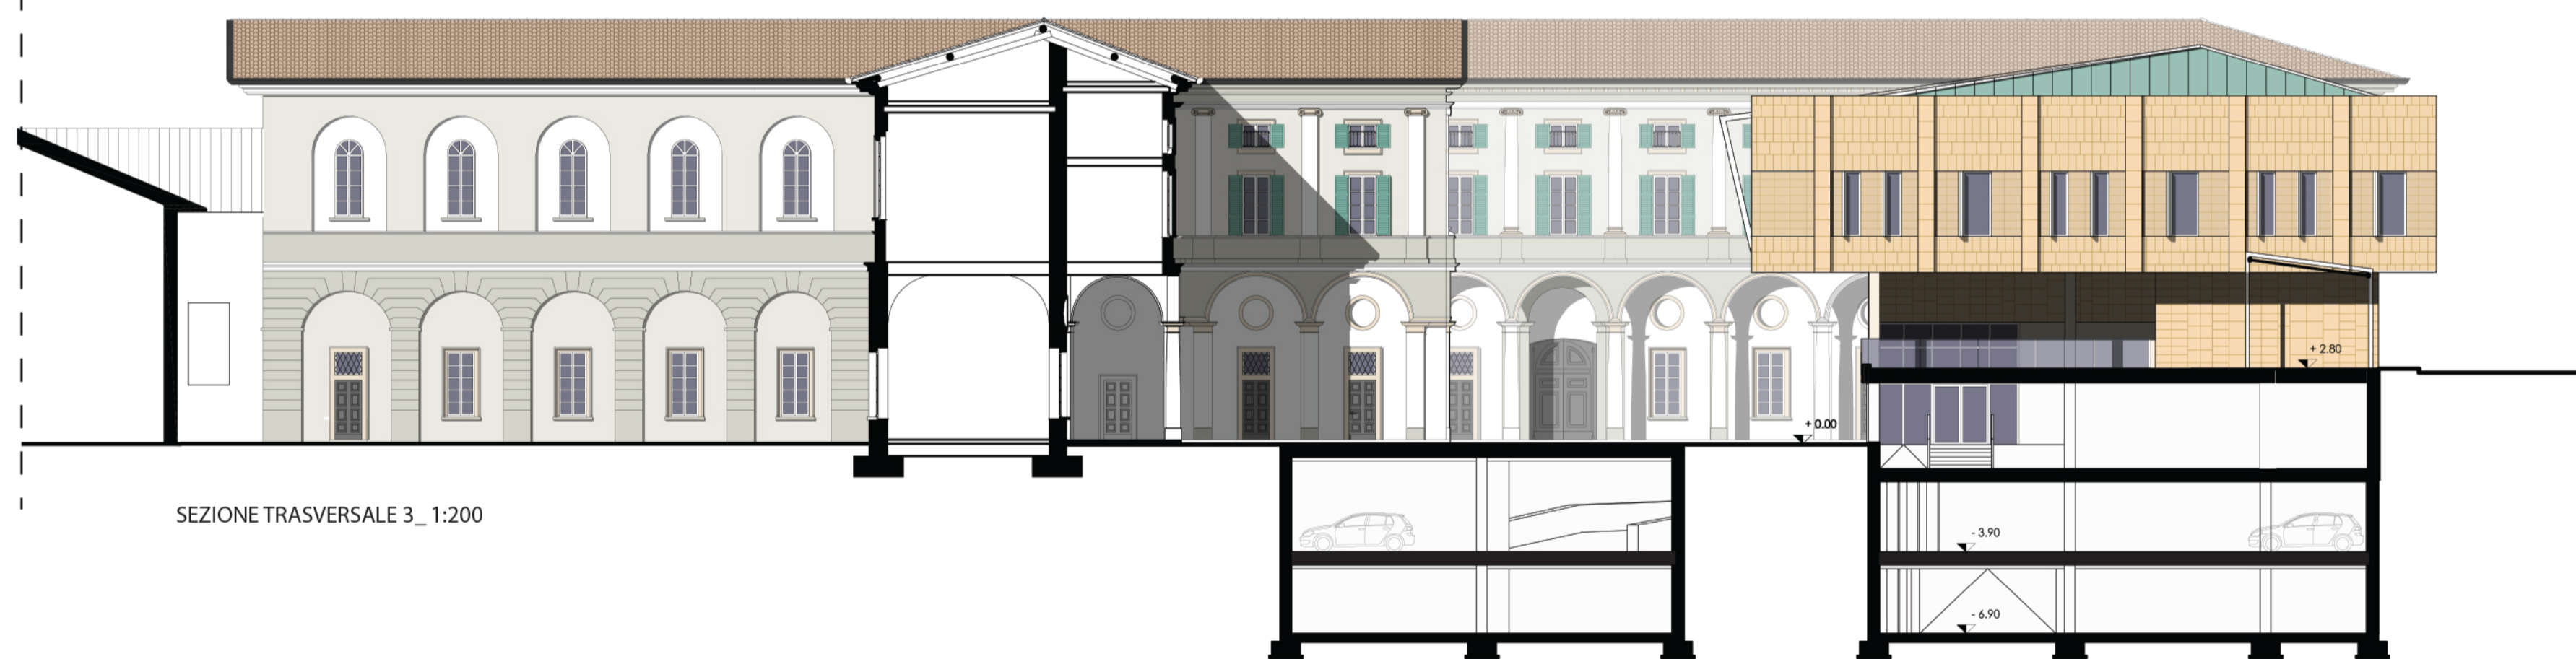 + 2.80
+ 0.00
SEZIONE TRASVERSALE 3_ 1:200
- 3.90
- 6.90